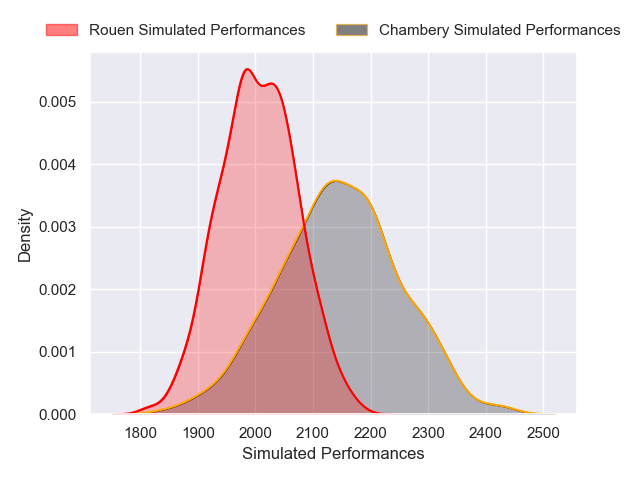 Rouen Simulated Performances Chambery Simulated Performances
0.005
0.004
0.003
0.002
0.001
0.000
Density
1800 1900 2000 2100 2200 2300 2400 2500
Simulated Performances